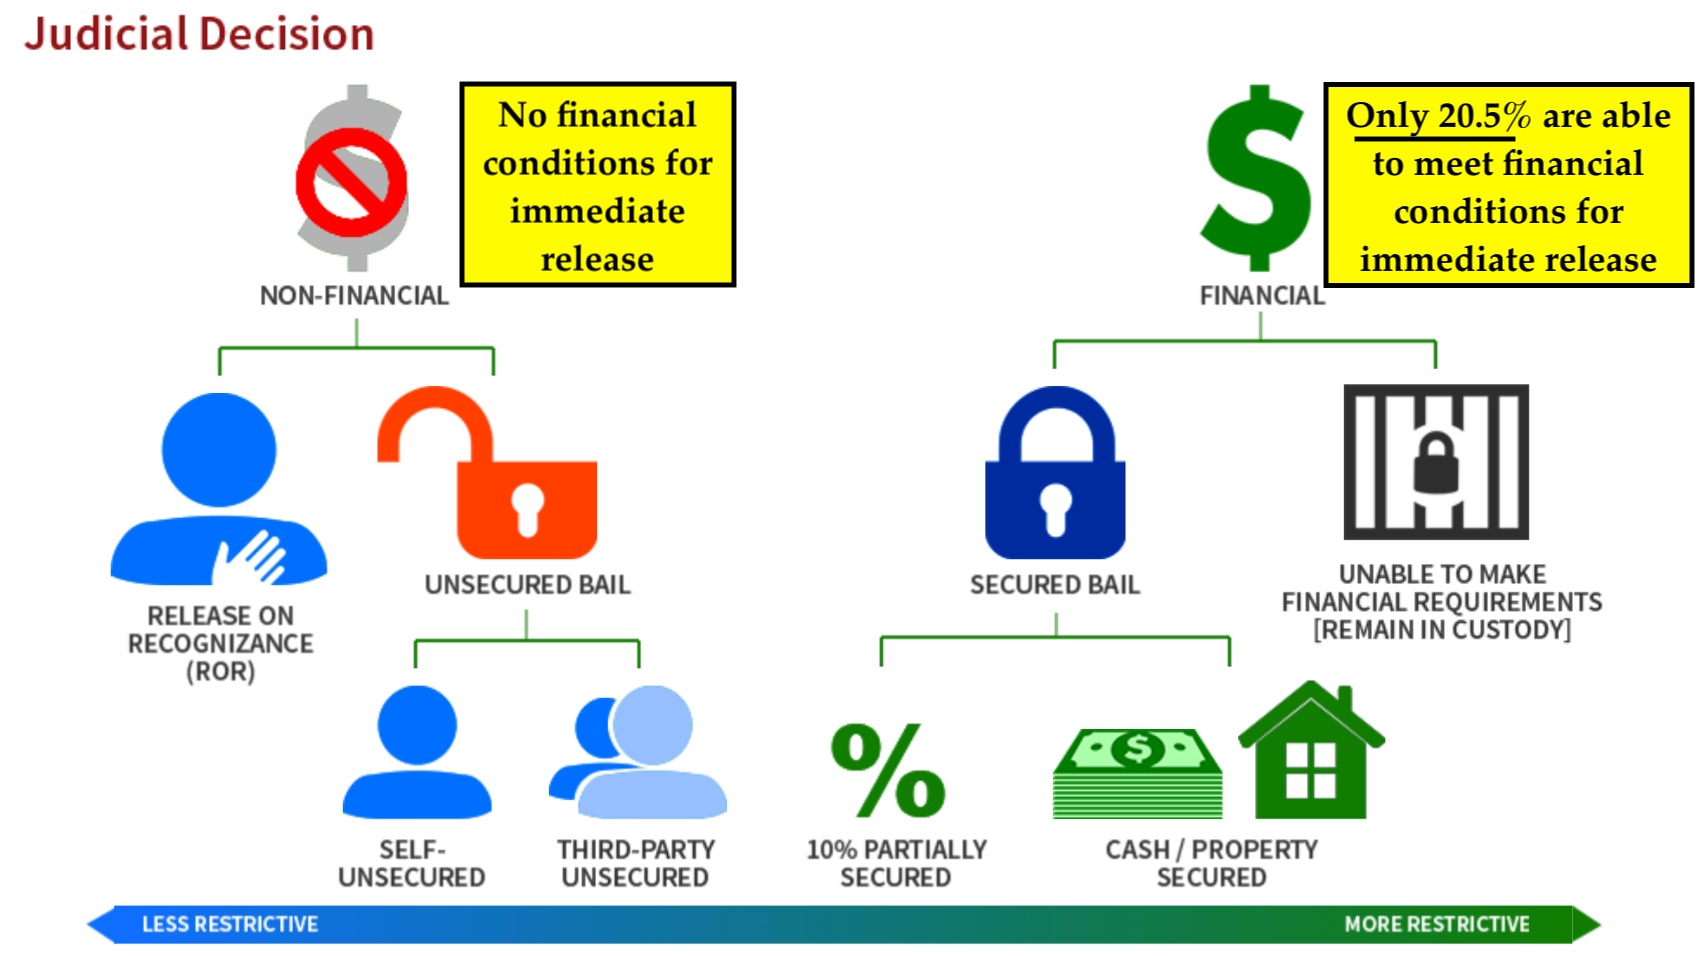 Judicial Decision
No financial
conditions for
immediate
release
Only 20.5% are able
to meet financial
conditions for
immediate release
NON-FINANCIAL
FINANCIAL
RELEASE ON
RECOGNIZANCE
(ROR)
UNSECURED BAIL
SECURED BAIL
UNABLE TO MAKE
FINANCIAL REQUIREMENTS
[REMAIN IN CUSTODY]
SELF-
UNSECURED
THIRD-PARTY
UNSECURED
%
10% PARTIALLY
SECURED
CASH / PROPERTY
SECURED
LESS RESTRICTIVE
MORE RESTRICTIVE